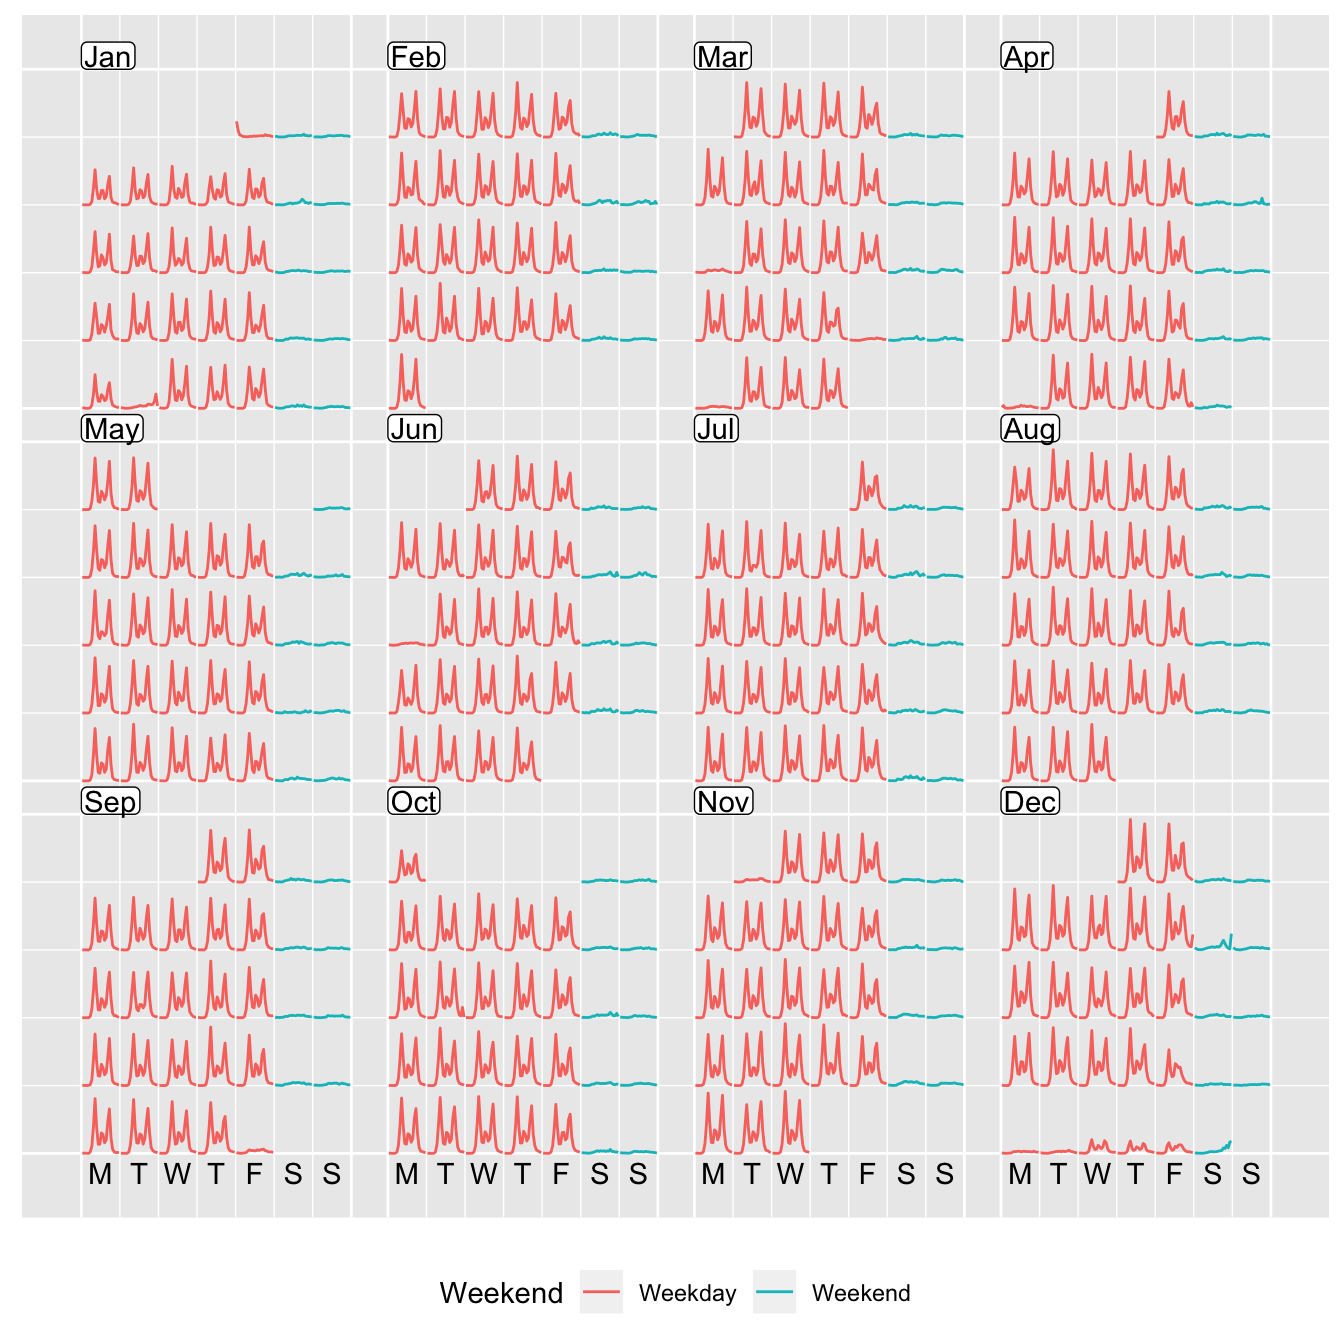 Jan Feb Mar Apr
May Jun Jul Aug
Sep Oct Nov Dec
M T W T F S S M T W T F S S M T W T F S S M T W T F S S
Weekend Weekday Weekend